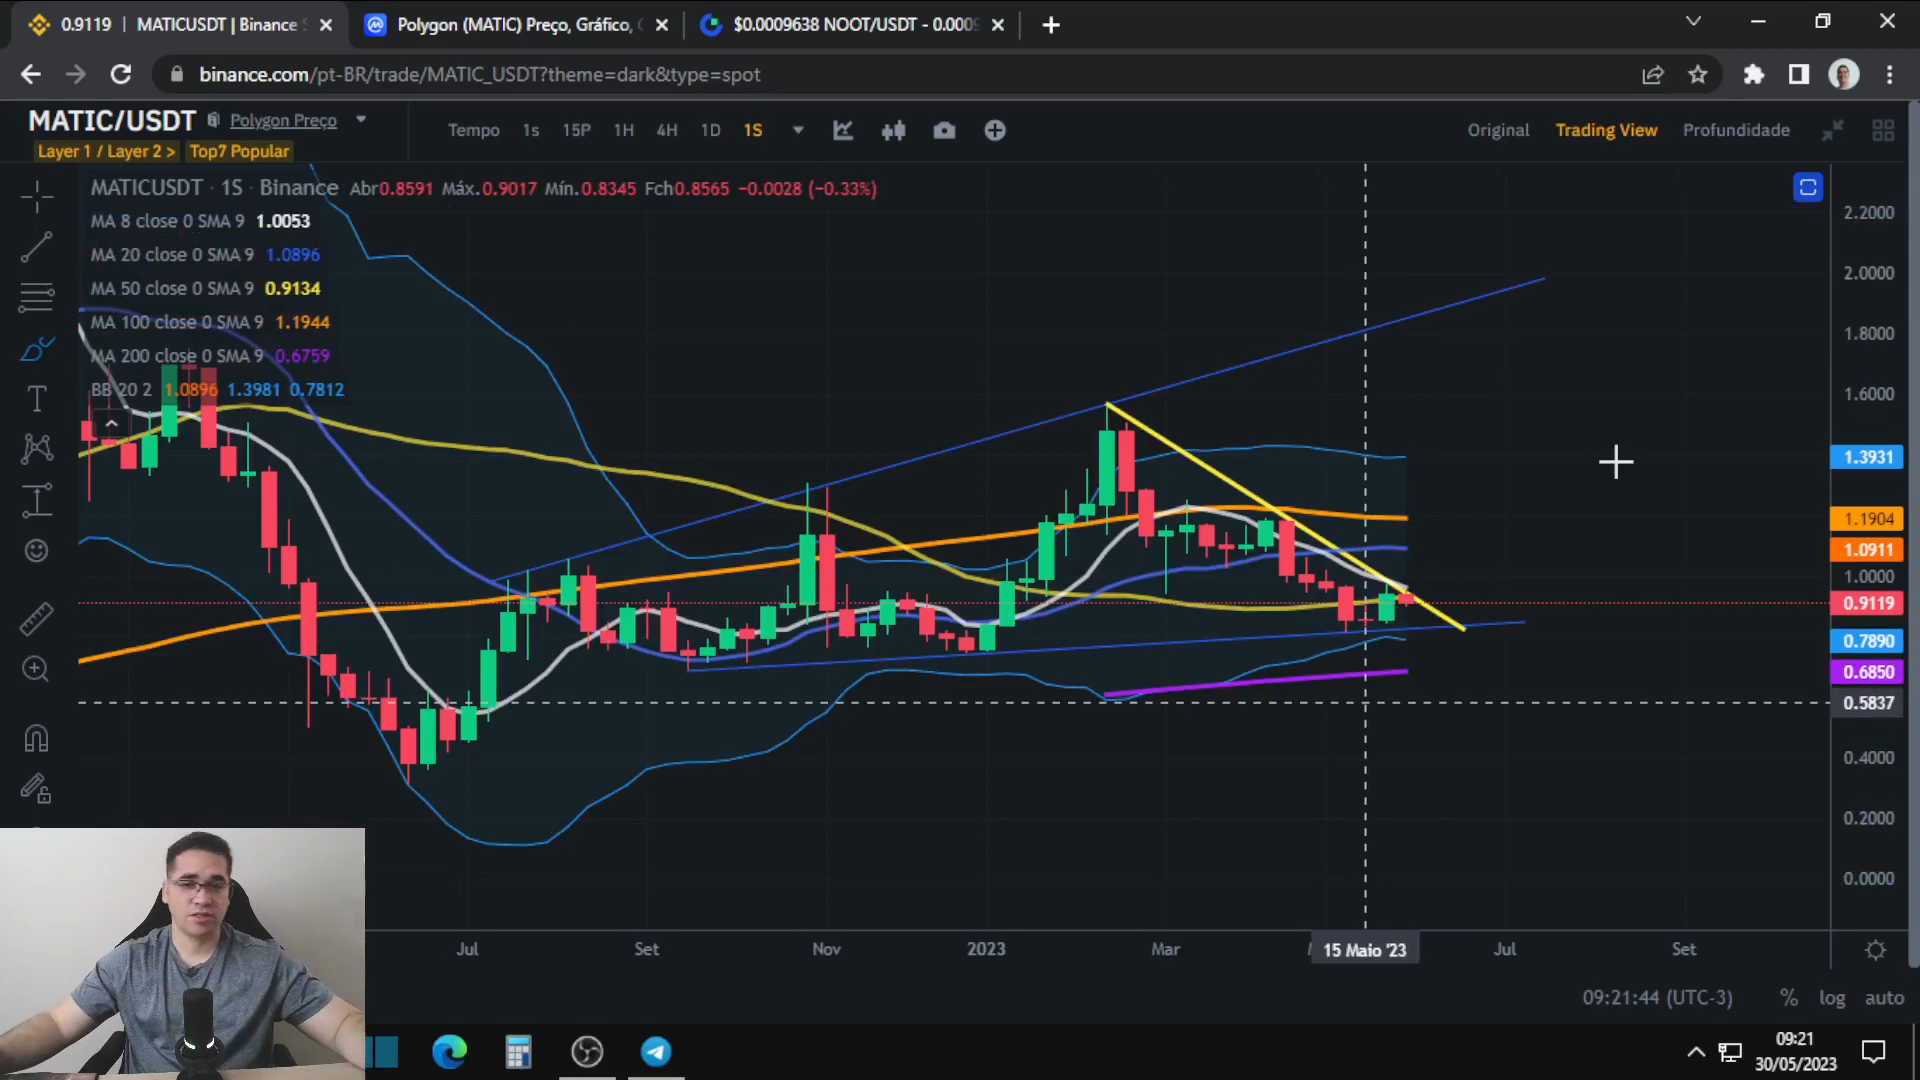 0.9119 | MATICUSDT | Binance S
Polygon (MATIC) Preço, Gráfico,
$0.0009638 NOOT/USDT - 0.0009
binance.com/pt-BR/trade/MATIC_USDT?theme=dark&type=spot
MATIC/USDT Polygon Preço
Layer 1 / Layer 2 > Top7 Popular
Tempo 1s 15P 1H 4H 1D 1S
Original Trading View Profundidade
MATICUSDT · 1S · Binance Abr0.8591 Máx.0.9017 Mín.0.8345 Fch0.8565 −0.0028 (−0.33%)
MA 8 close 0 SMA 9 1.0053
MA 20 close 0 SMA 9 1.0896
MA 50 close 0 SMA 9 0.9134
MA 100 close 0 SMA 9 1.1944
MA 200 close 0 SMA 9 0.6759
BB 20 2 1.0896 1.3981 0.7812
2.2000
2.0000
1.8000
1.6000
1.3931
1.1904
1.0911
1.0000
0.9119
0.7890
0.6850
0.5837
0.4000
0.2000
0.0000
Jul Set Nov 2023 Mar 15 Maio '23 Jul Set
09:21:44 (UTC-3) % log auto
09:21
30/05/2023